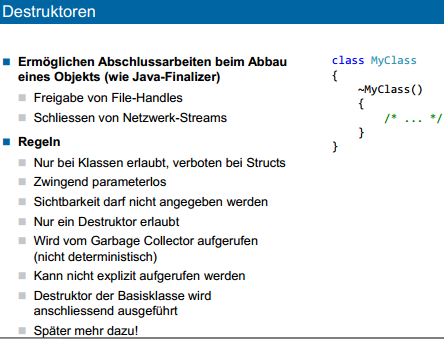 Destruktoren
Ermöglichen Abschlussarbeiten beim Abbau
eines Objekts (wie Java-Finalizer)
Freigabe von File-Handles
Schliessen von Netzwerk-Streams
Regeln
Nur bei Klassen erlaubt, verboten bei Structs
Zwingend parameterlos
Sichtbarkeit darf nicht angegeben werden
Nur ein Destruktor erlaubt
Wird vom Garbage Collector aufgerufen
(nicht deterministisch)
Kann nicht explizit aufgerufen werden
Destruktor der Basisklasse wird
anschliessend ausgeführt
Später mehr dazu!
class MyClass
{
~MyClass()
{
/* ... */
}
}